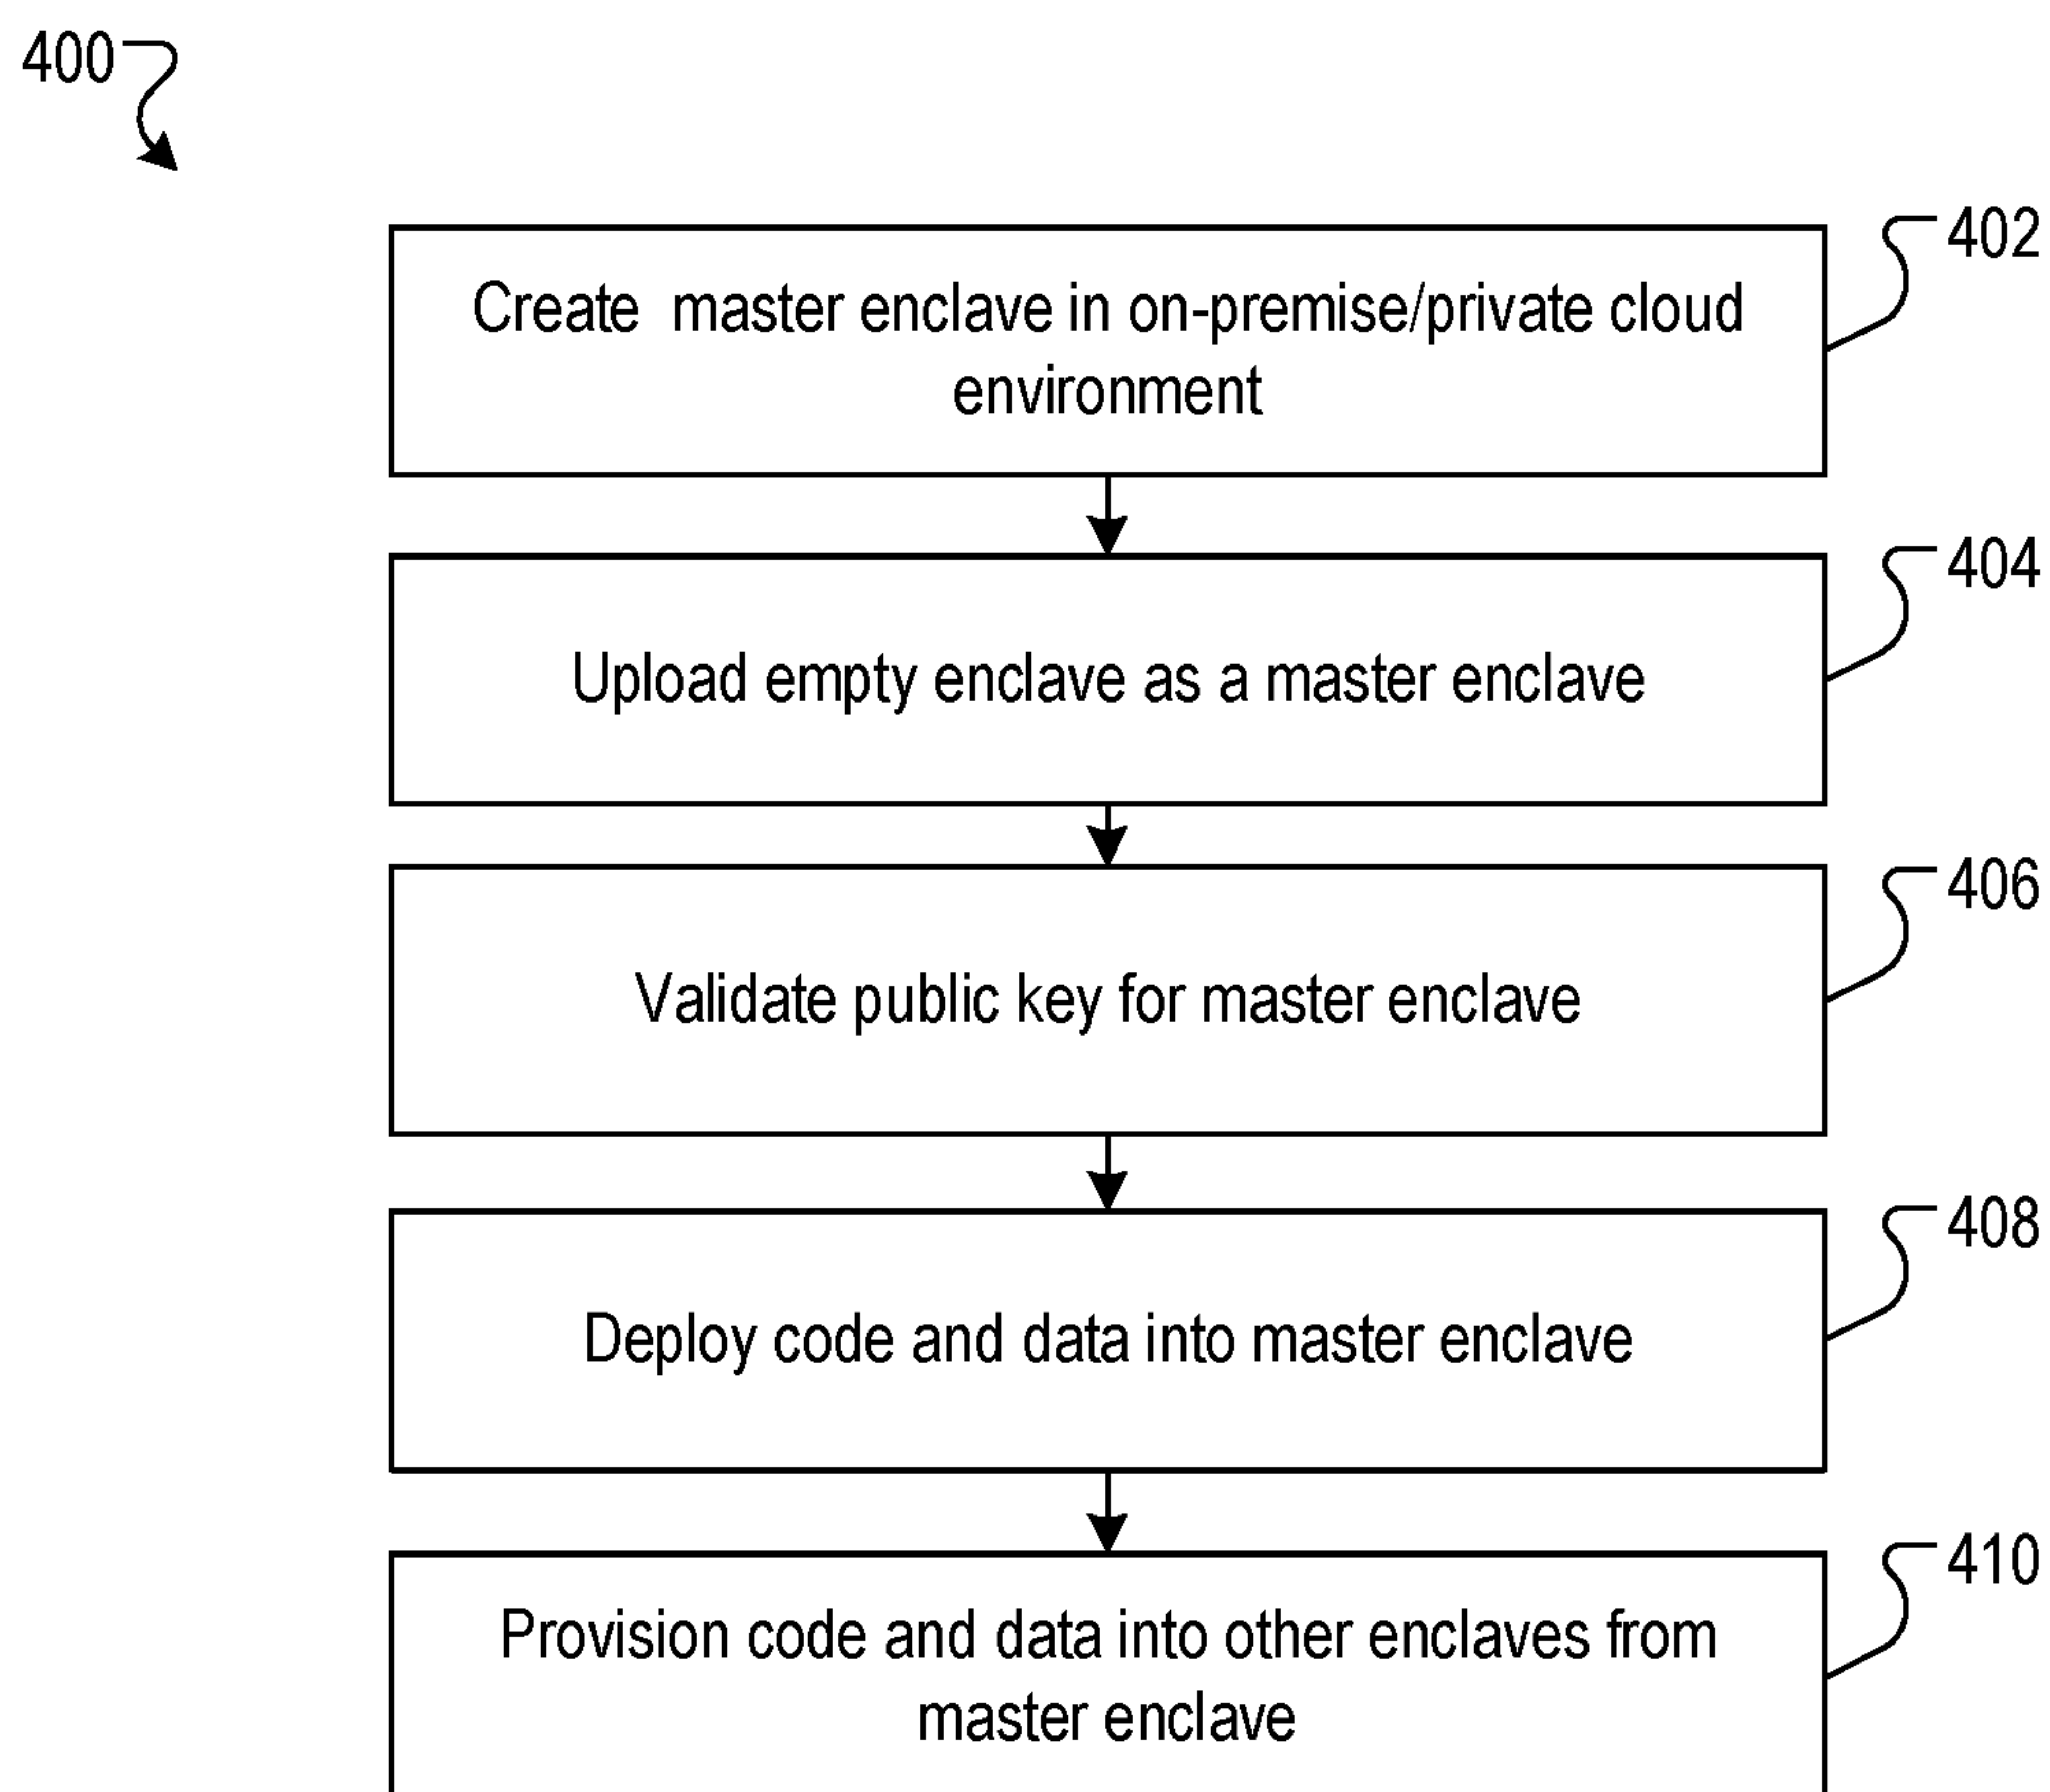 400
402
Create master enclave in on-premise/private cloud
environment
404
Upload empty enclave as a master enclave
406
Validate public key for master enclave
408
Deploy code and data into master enclave
410
Provision code and data into other enclaves from
master enclave